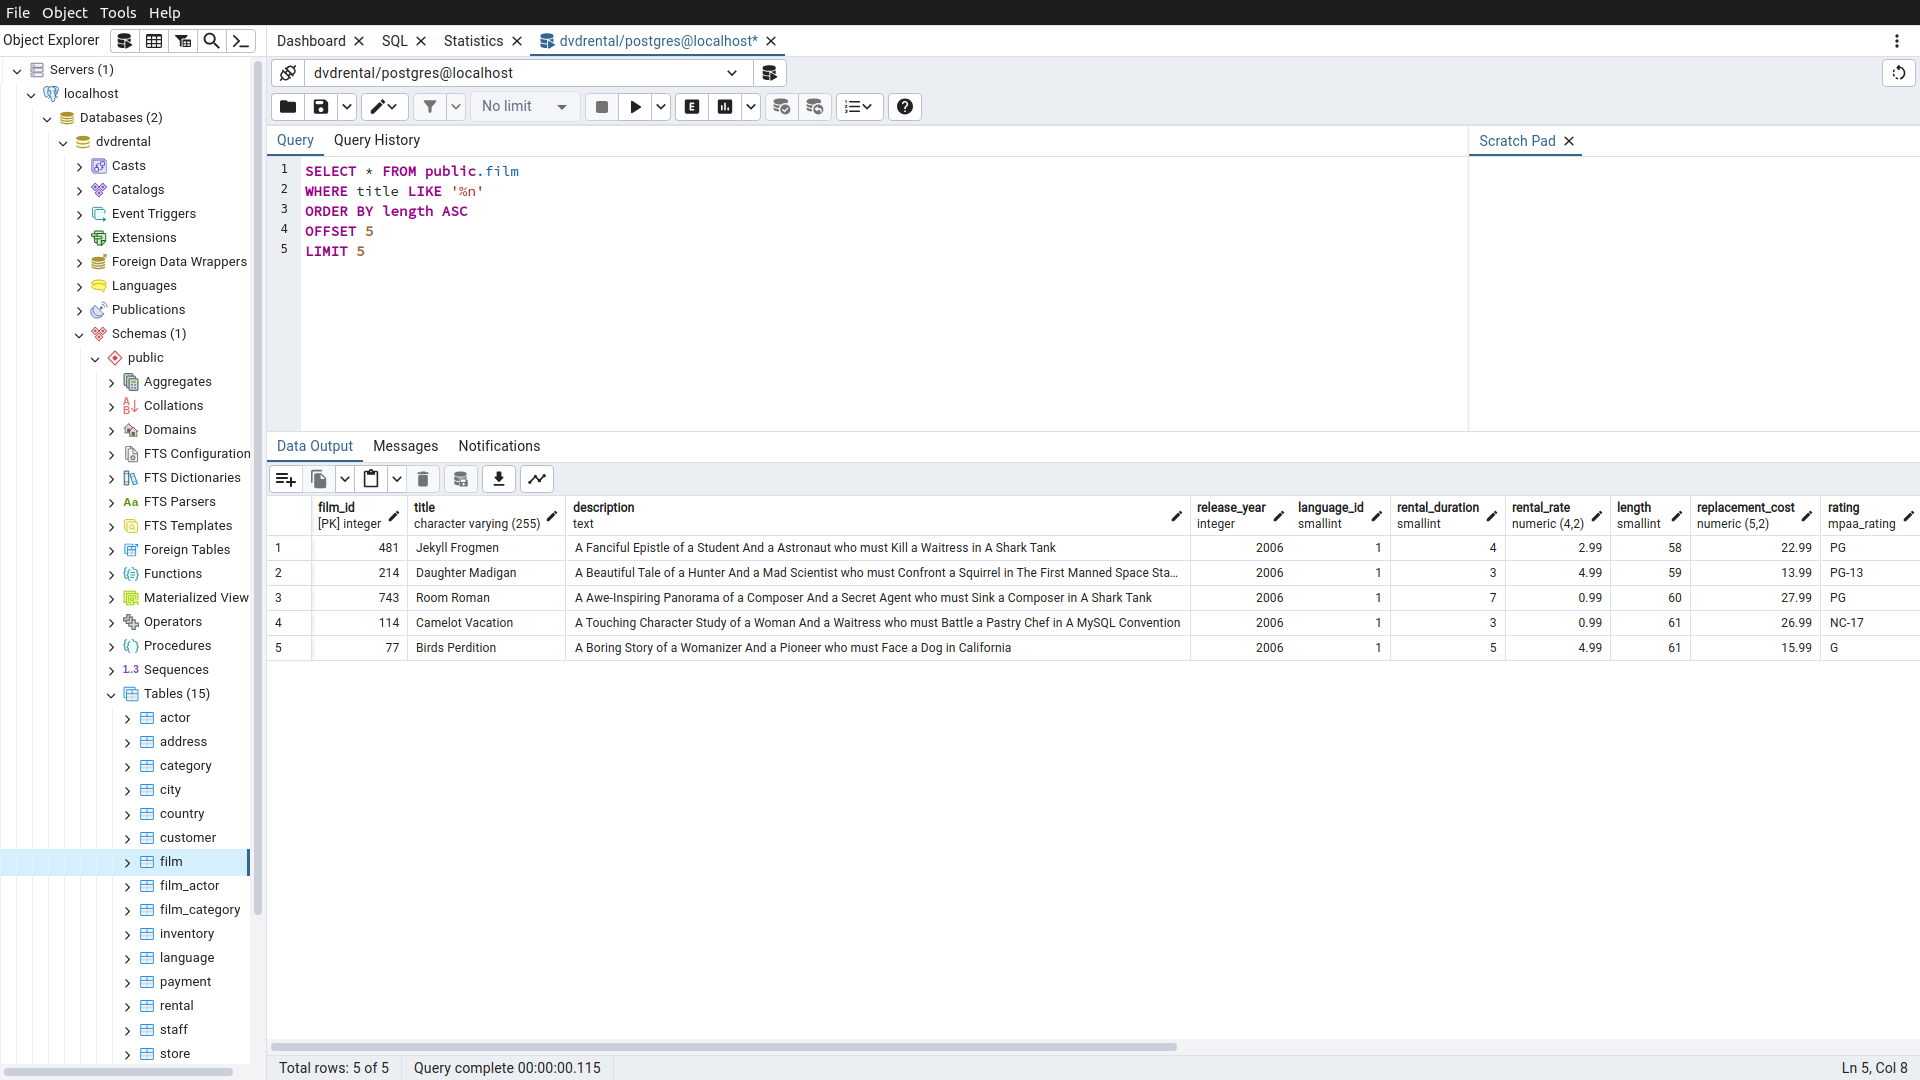 File Object Tools Help
Object Explorer
Dashboard
SQL
Statistics
dvdrental/postgres@localhost*
Servers (1)
localhost
Databases (2)
dvdrental
Casts
Catalogs
Event Triggers
Extensions
Foreign Data Wrappers
Languages
Publications
Schemas (1)
public
Aggregates
Collations
Domains
FTS Configuration
FTS Dictionaries
Aa FTS Parsers
FTS Templates
Foreign Tables
Functions
Materialized View
Operators
Procedures
1..3 Sequences
Tables (15)
actor
address
category
city
country
customer
film
film_actor
film_category
inventory
language
payment
rental
staff
store
dvdrental/postgres@localhost
No limit
E
Query
Query History
Scratch Pad
1 SELECT * FROM public.film
2 WHERE title LIKE '%n'
3 ORDER BY length ASC
4 OFFSET 5
5 LIMIT 5
Data Output Messages Notifications
film_id title description release_year language_id rental_duration rental_rate length replacement_cost rating
[PK] integer character varying (255) text integer smallint smallint numeric (4,2) smallint numeric (5,2) mpaa_rating
1 481 Jekyll Frogmen A Fanciful Epistle of a Student And a Astronaut who must Kill a Waitress in A Shark Tank 2006 1 4 2.99 58 22.99 PG
2 214 Daughter Madigan A Beautiful Tale of a Hunter And a Mad Scientist who must Confront a Squirrel in The First Manned Space Sta... 2006 1 3 4.99 59 13.99 PG-13
3 743 Room Roman A Awe-Inspiring Panorama of a Composer And a Secret Agent who must Sink a Composer in A Shark Tank 2006 1 7 0.99 60 27.99 PG
4 114 Camelot Vacation A Touching Character Study of a Woman And a Waitress who must Battle a Pastry Chef in A MySQL Convention 2006 1 3 0.99 61 26.99 NC-17
5 77 Birds Perdition A Boring Story of a Womanizer And a Pioneer who must Face a Dog in California 2006 1 5 4.99 61 15.99 G
Total rows: 5 of 5
Query complete 00:00:00.115
Ln 5, Col 8